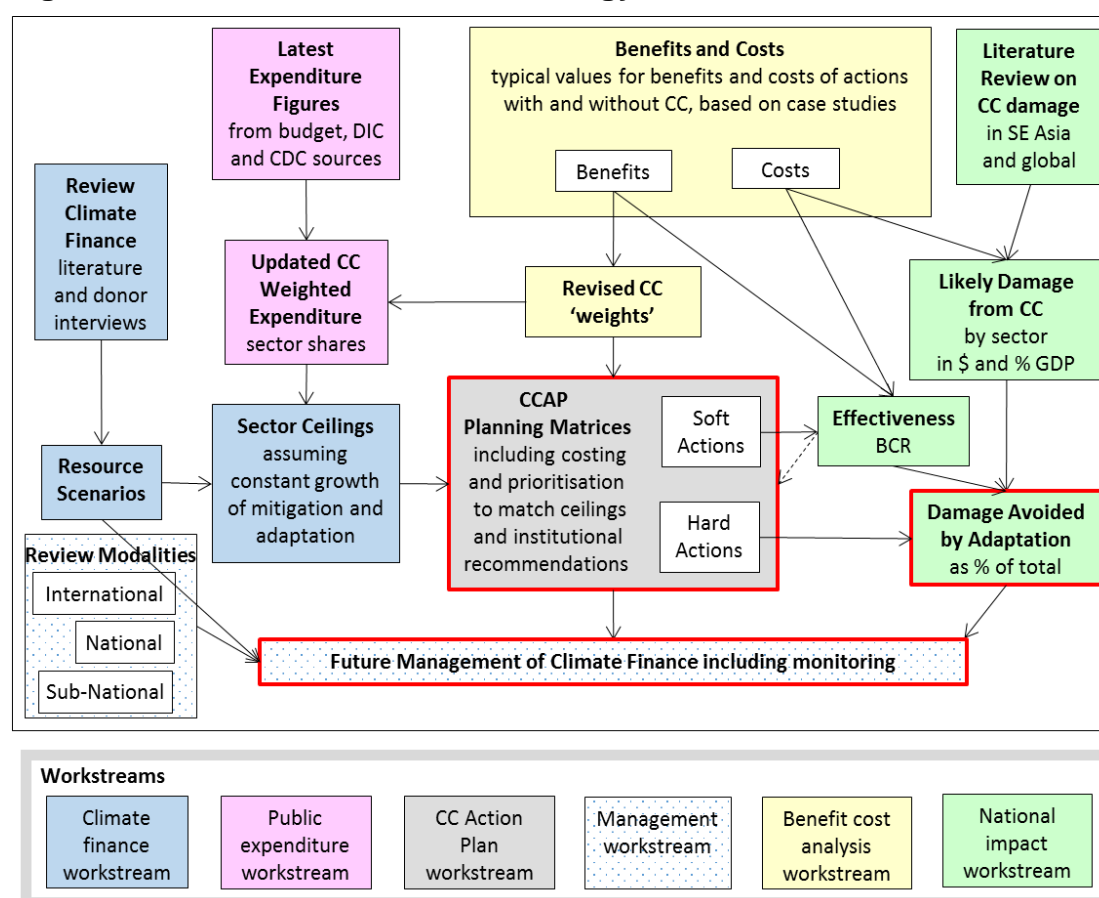 Latest
Expenditure
Figures
from budget, DIC
and CDC sources
Benefits and Costs
typical values for benefits and costs of actions
with and without CC, based on case studies
Benefits
Costs
Literature
Review on
CC damage
in SE Asia
and global
Review
Climate
Finance
literature
and donor
interviews
Updated CC
Weighted
Expenditure
sector shares
Revised CC
‘weights’
Likely Damage
from CC
by sector
in $ and % GDP
Resource
Scenarios
Sector Ceilings
assuming
constant growth
of mitigation and
adaptation
CCAP
Planning Matrices
including costing
and prioritisation
to match ceilings
and institutional
recommendations
Soft
Actions
Hard
Actions
Effectiveness
BCR
Damage Avoided
by Adaptation
as % of total
Review Modalities
International
National
Sub-National
Future Management of Climate Finance including monitoring
Workstreams
Climate
finance
workstream
Public
expenditure
workstream
CC Action
Plan
workstream
Management
workstream
Benefit cost
analysis
workstream
National
impact
workstream